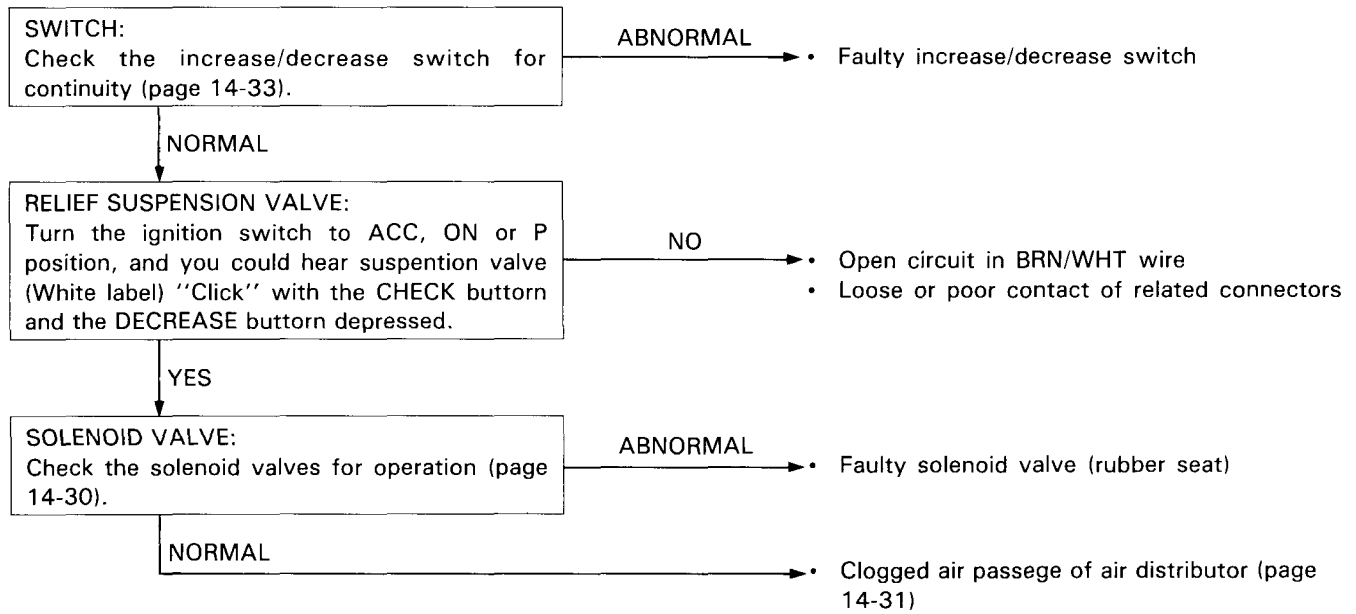 SWITCH:
Check the increase/decrease switch for
continuity (page 14-33).
ABNORMAL
• Faulty increase/decrease switch
NORMAL
RELIEF SUSPENSION VALVE:
Turn the ignition switch to ACC, ON or P
position, and you could hear suspention valve
(White label) ''Click'' with the CHECK buttorn
and the DECREASE buttorn depressed.
NO
• Open circuit in BRN/WHT wire
• Loose or poor contact of related connectors
YES
SOLENOID VALVE:
Check the solenoid valves for operation (page
14-30).
ABNORMAL
• Faulty solenoid valve (rubber seat)
NORMAL
• Clogged air passege of air distributor (page
14-31)